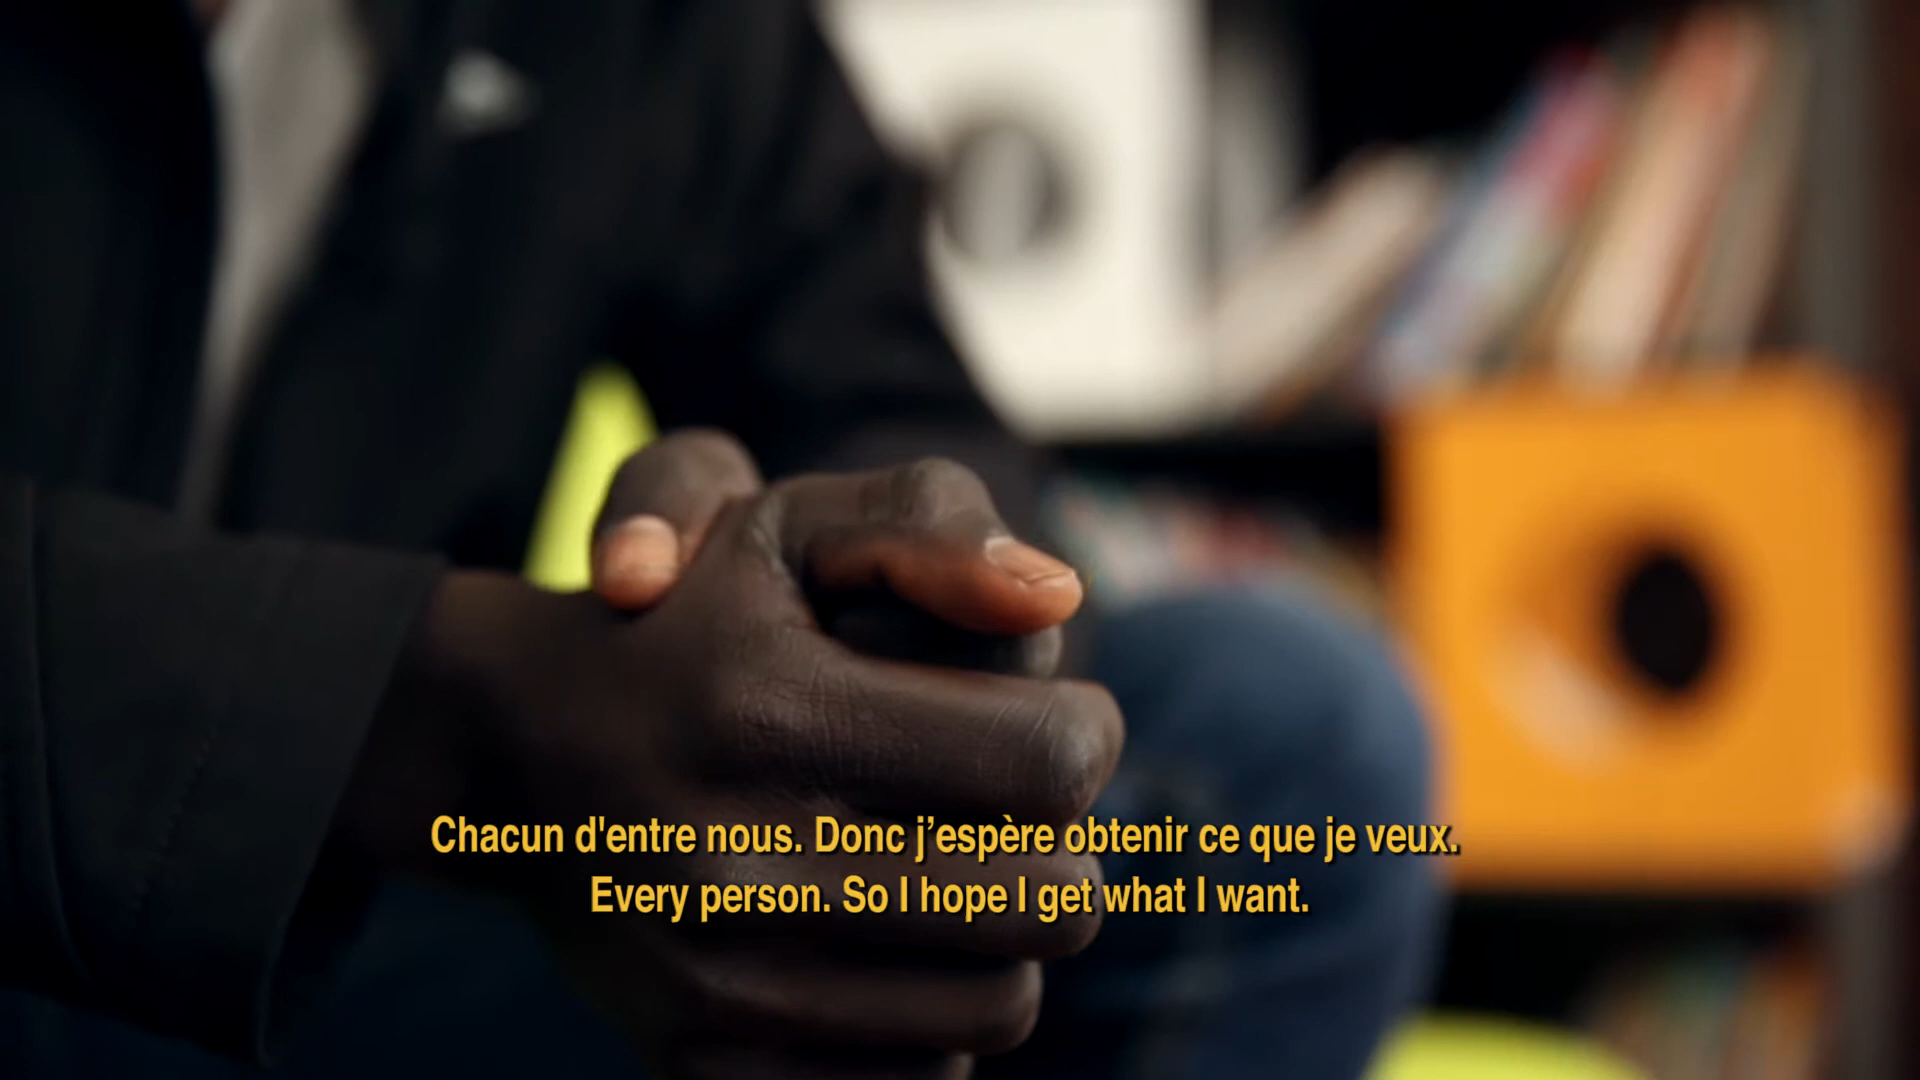 Chacun d'entre nous. Donc j’espère obtenir ce que je veux.
Every person. So I hope I get what I want.